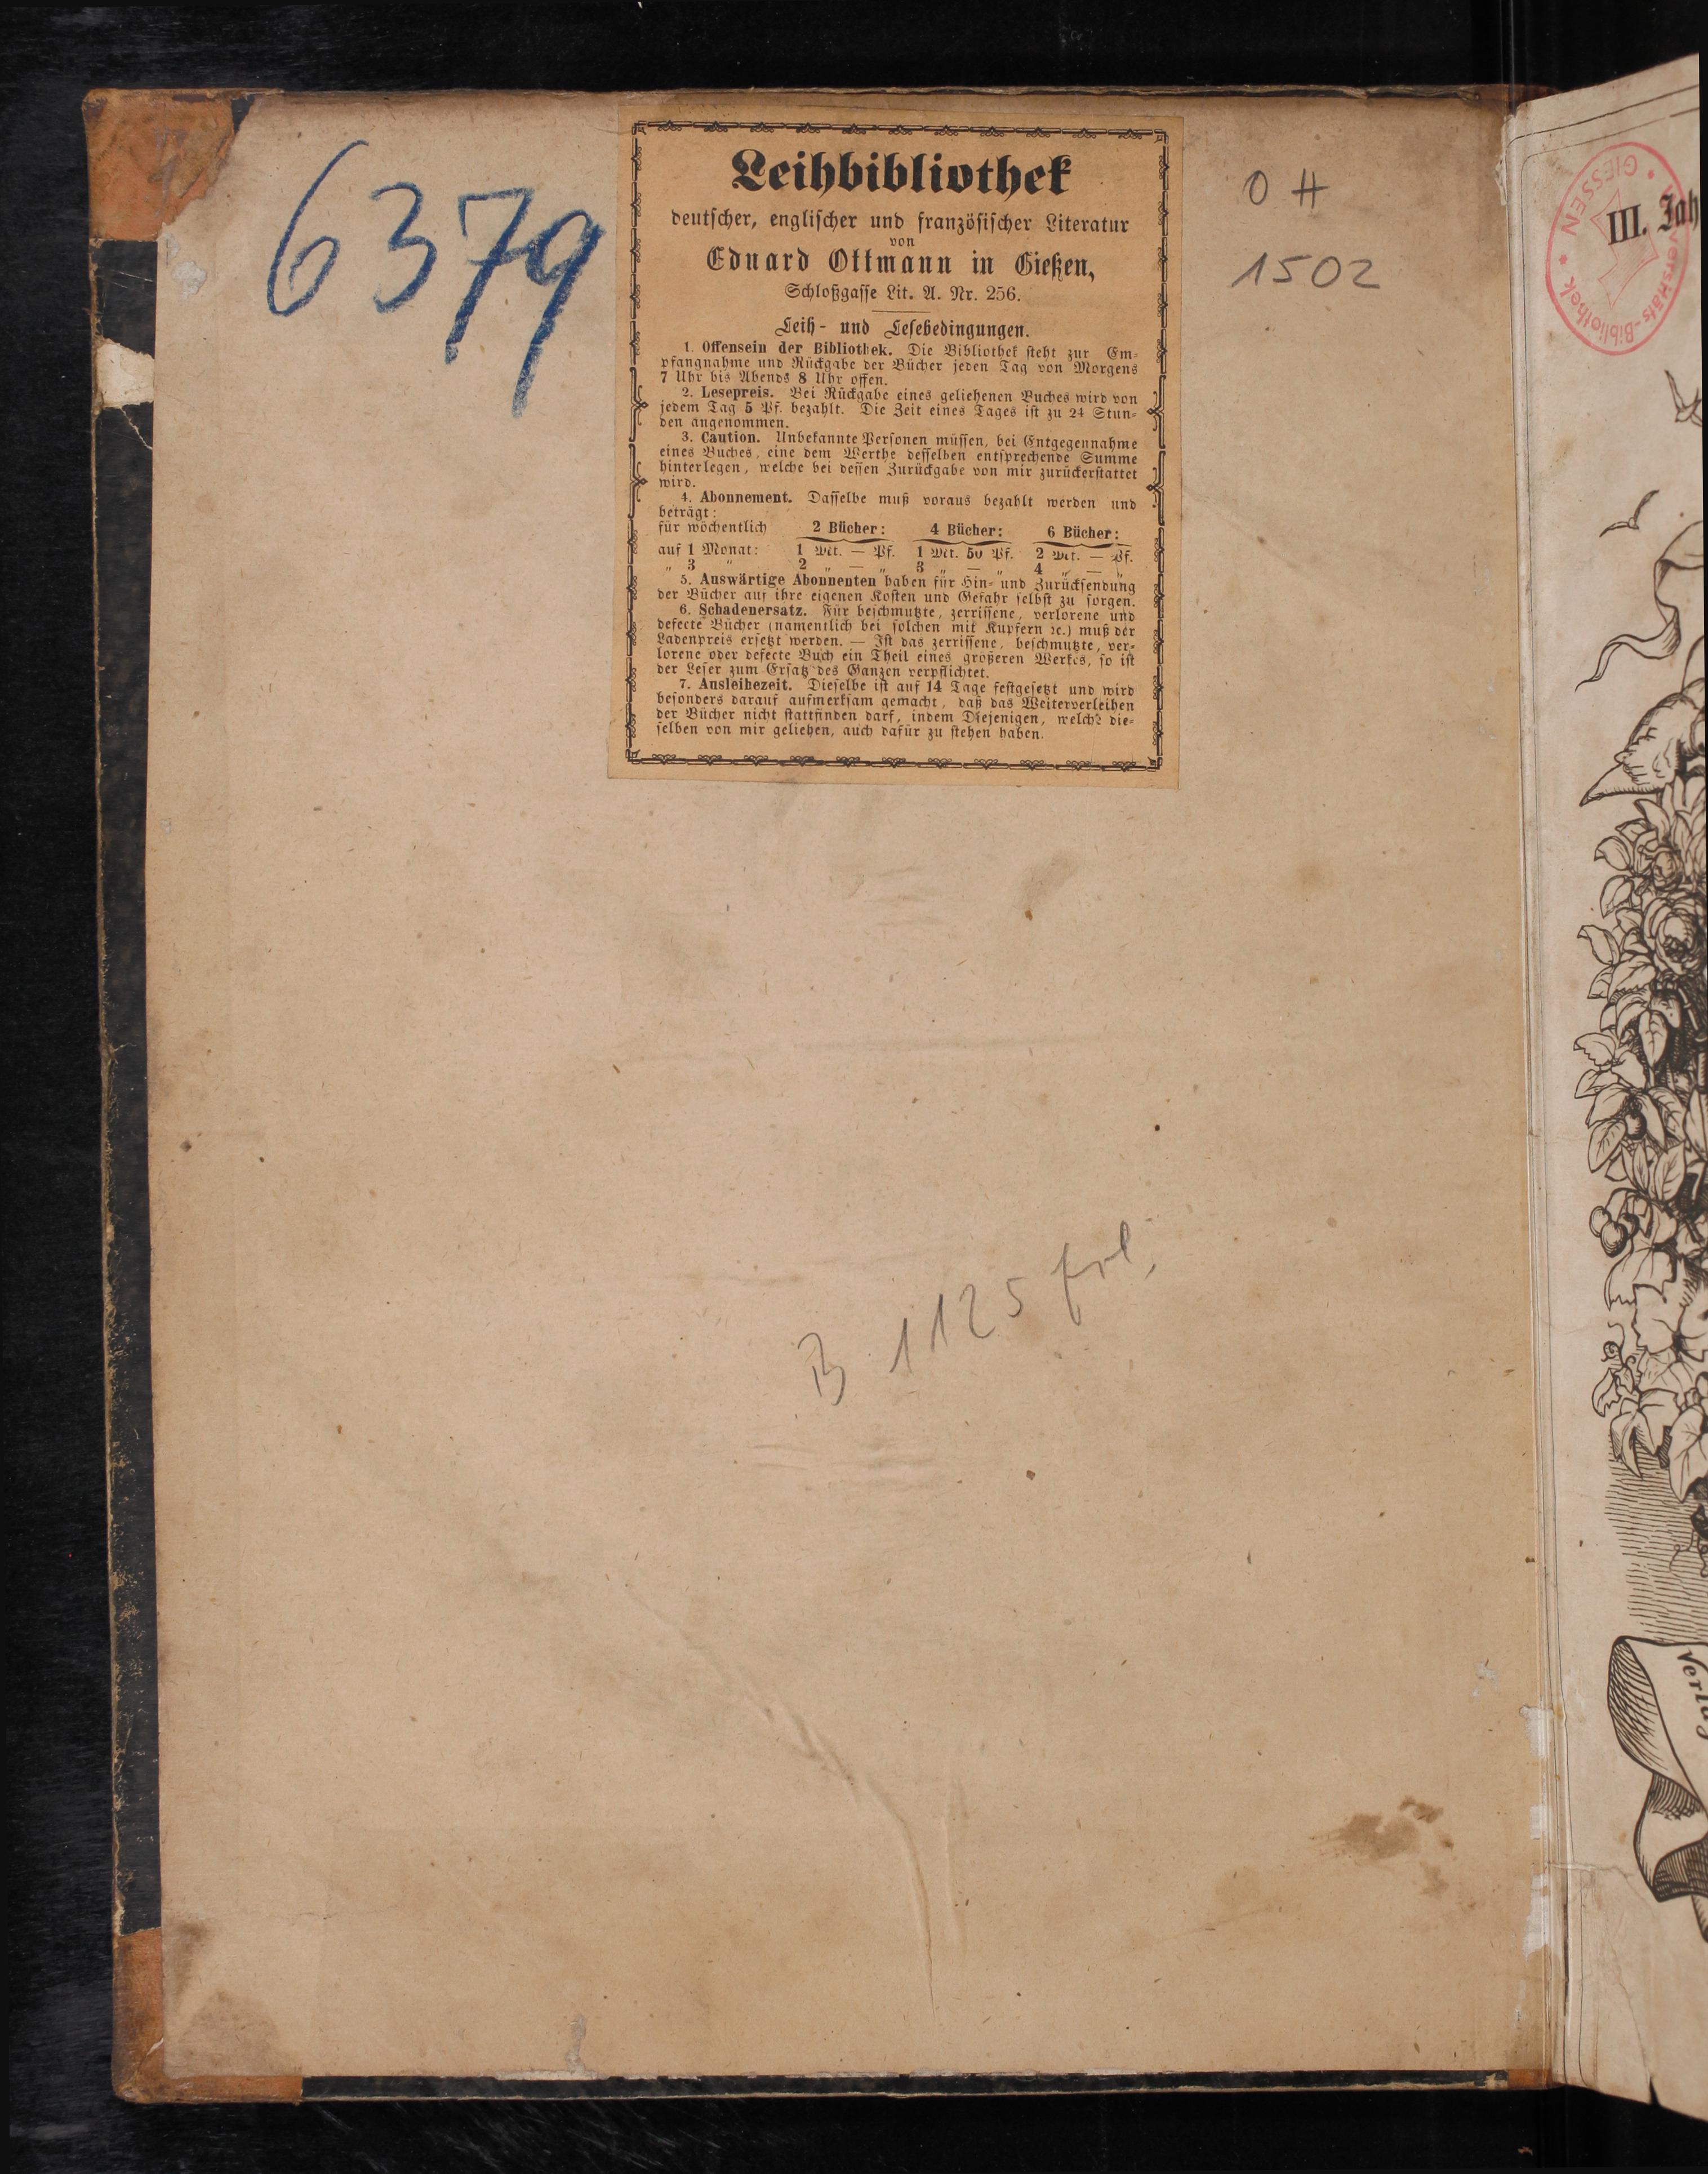 6379
Leihbibliothek
deutscher, englischer und französischer Literatur
von
Eduard Ottmann in Gießen,
Schloßgasse Lit. A. Nr. 256.
Leih- und Lesebedingungen.
1. Offensein der Bibliothek. Die Bibliothek steht zur Em-
pfangnahme und Rückgabe der Bücher jeden Tag von Morgens
7 Uhr bis Abends 8 Uhr offen.
2. Lesepreis. Bei Rückgabe eines geliehenen Buches wird von
jedem Tag 5 Pf. bezahlt. Die Zeit eines Tages ist zu 24 Stun-
den angenommen.
3. Caution. Unbekannte Personen müssen, bei Entgegennahme
eines Buches, eine dem Werthe desselben entsprechende Summe
hinterlegen, welche bei dessen Zurückgabe von mir zurückerstattet
wird.
4. Abonnement. Dasselbe muß voraus bezahlt werden und
beträgt:
für wöchentlich 2 Bücher: 4 Bücher: 6 Bücher:
auf 1 Monat: 1 Mk. — Pf. 1 Mk. 50 Pf. 2 Mk. — Pf.
„ 3 „ 2 „ — „ 3 „ — „ 4 „ — „
5. Auswärtige Abonnenten haben für Hin- und Zurücksendung
der Bücher auf ihre eigenen Kosten und Gefahr selbst zu sorgen.
6. Schadenersatz. Für beschmutzte, zerrissene, verlorene und
defecte Bücher (namentlich bei solchen mit Kupfern ꝛc.) muß der
Ladenpreis ersetzt werden. — Ist das zerrissene, beschmutzte, ver-
lorene oder defecte Buch ein Theil eines größeren Werkes, so ist
der Leser zum Ersatz des Ganzen verpflichtet.
7. Ausleihezeit. Dieselbe ist auf 14 Tage festgesetzt und wird
besonders darauf aufmerksam gemacht, daß das Weiterverleihen
der Bücher nicht stattfinden darf, indem Diejenigen, welche die-
selben von mir geliehen, auch dafür zu stehen haben.
O H
1502
B 1125 fol.
III. Jah
Universitäts-Bibliothek * GIESSEN *
Verlag